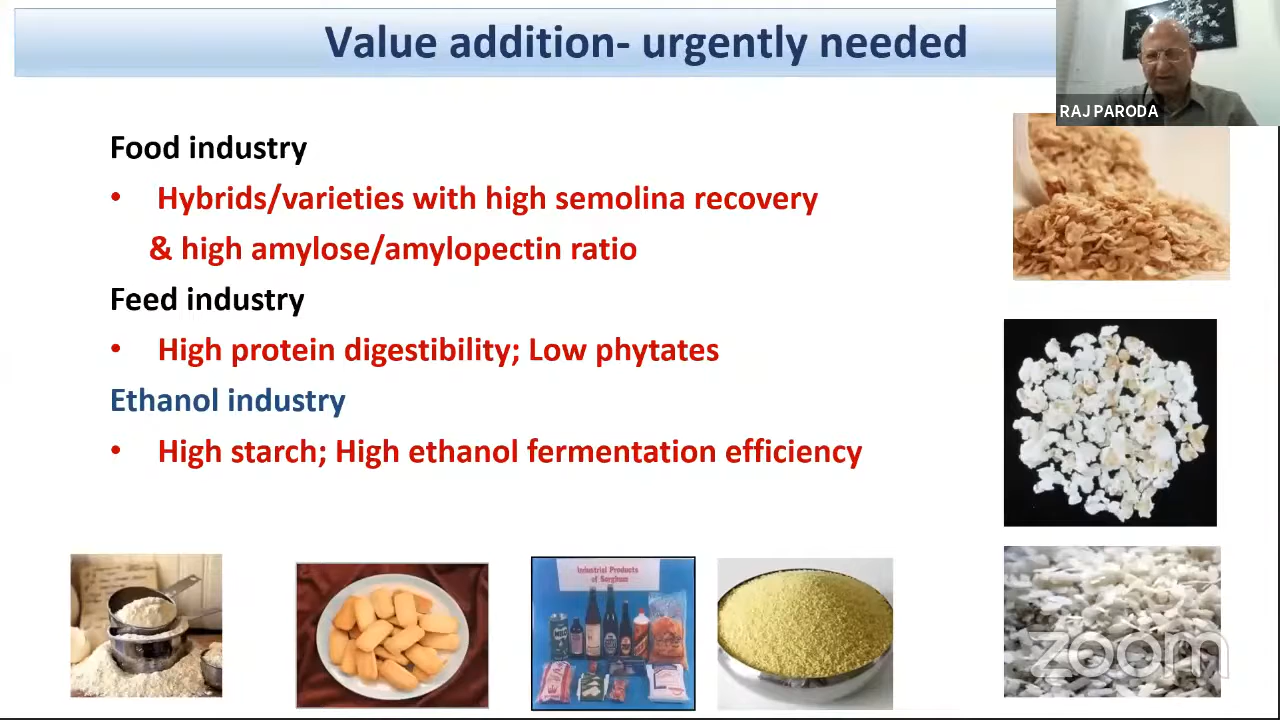 Value addition- urgently needed
RAJ PARODA
Food industry
• Hybrids/varieties with high semolina recovery
& high amylose/amylopectin ratio
Feed industry
• High protein digestibility; Low phytates
Ethanol industry
• High starch; High ethanol fermentation efficiency
Industrial Products
of Sorghum
zoom